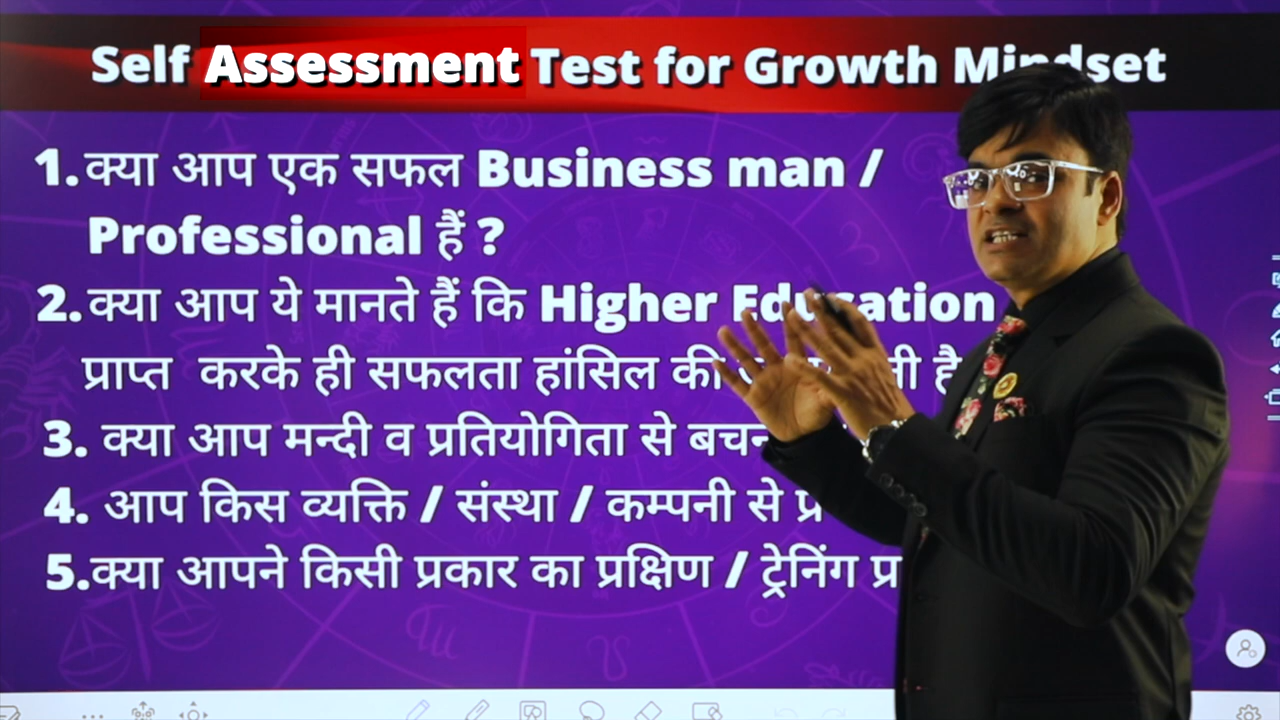 Self Assessment Test for Growth Mindset
1. क्या आप एक सफल Business man /
Professional हैं ?
2. क्या आप ये मानते हैं कि Higher Education
प्राप्त करके ही सफलता हांसिल की है
3. क्या आप मन्दी व प्रतियोगिता से
4. आप किस व्यक्ति / संस्था / कम्पनी से
5. क्या आपने किसी प्रकार का प्रक्षिण / ट्रेनिंग